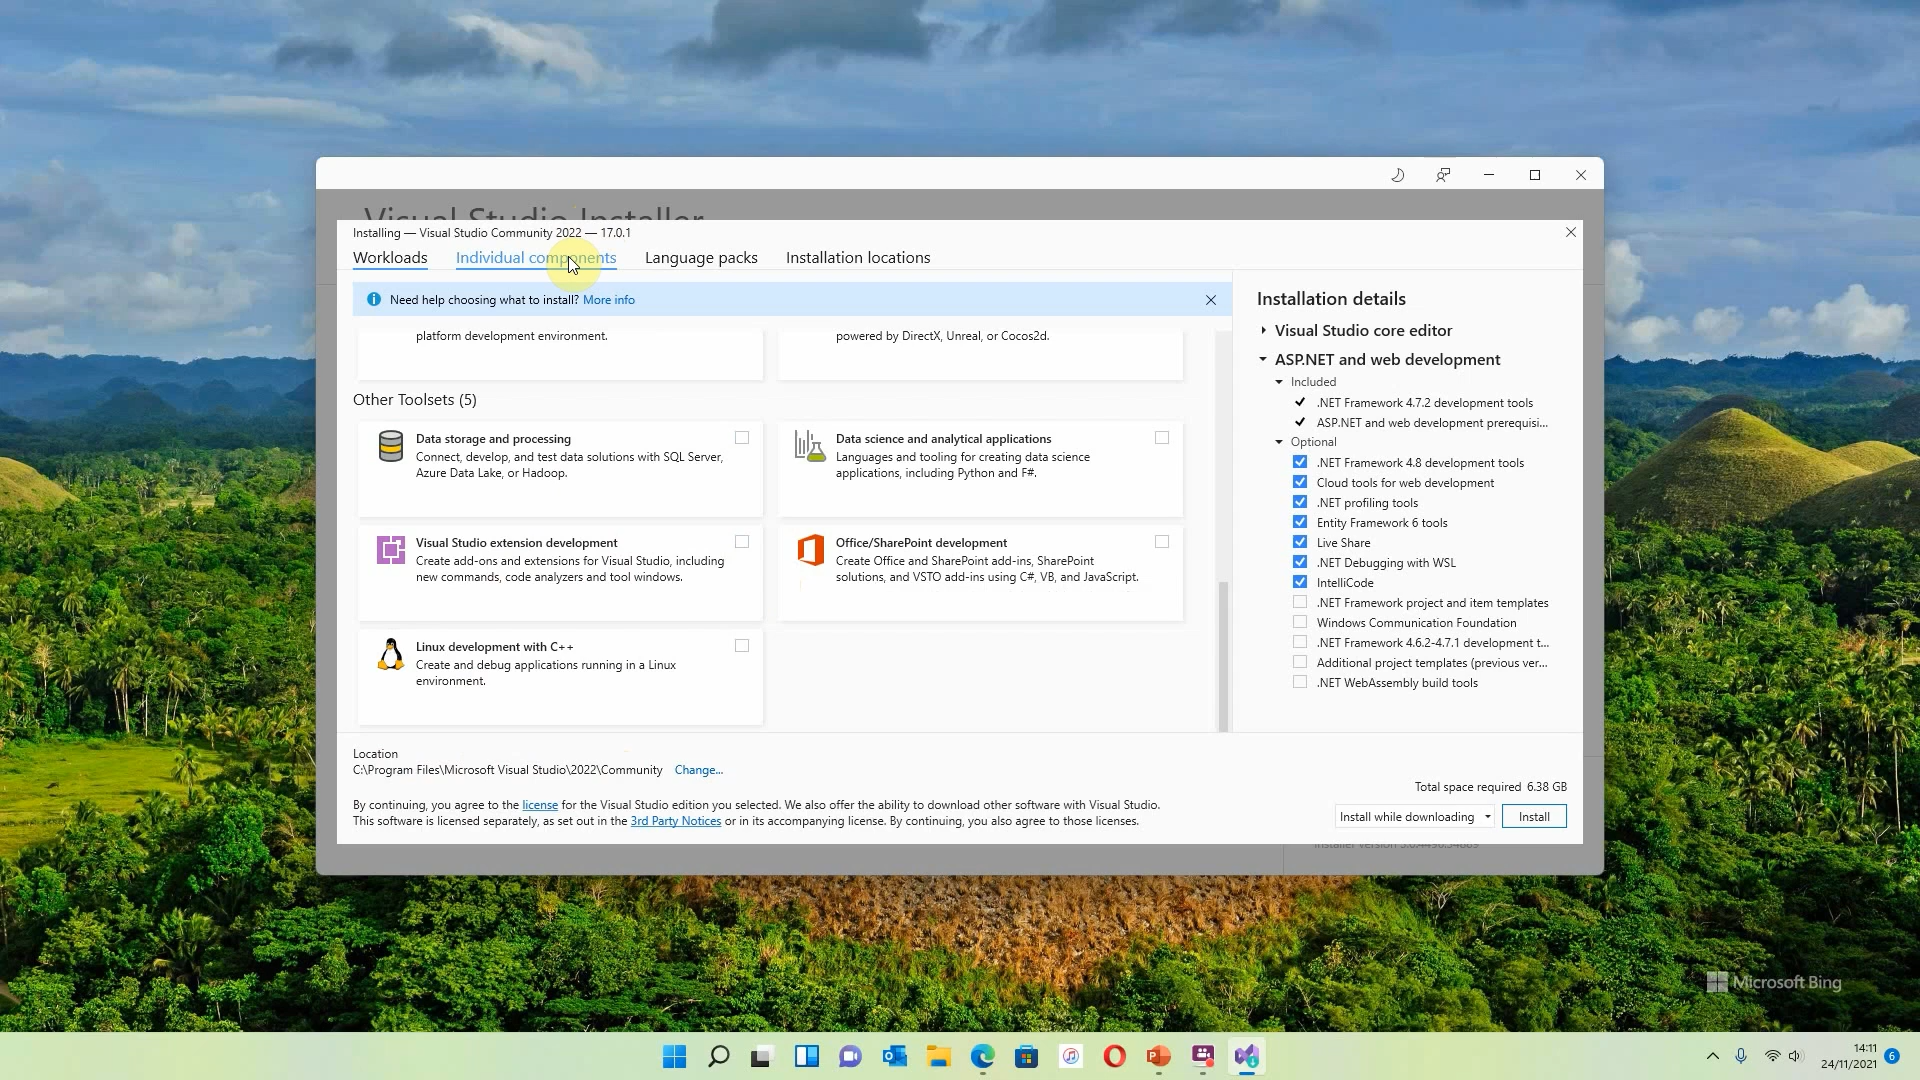 Visual Studio Installer
Installing — Visual Studio Community 2022 — 17.0.1
Workloads
Individual components
Language packs
Installation locations
Need help choosing what to install? More info
platform development environment.
powered by DirectX, Unreal, or Cocos2d.
Other Toolsets (5)
Data storage and processing
Connect, develop, and test data solutions with SQL Server,
Azure Data Lake, or Hadoop.
Data science and analytical applications
Languages and tooling for creating data science
applications, including Python and F#.
Visual Studio extension development
Create add-ons and extensions for Visual Studio, including
new commands, code analyzers and tool windows.
Office/SharePoint development
Create Office and SharePoint add-ins, SharePoint
solutions, and VSTO add-ins using C#, VB, and JavaScript.
Linux development with C++
Create and debug applications running in a Linux
environment.
Installation details
Visual Studio core editor
ASP.NET and web development
Included
.NET Framework 4.7.2 development tools
ASP.NET and web development prerequisi...
Optional
.NET Framework 4.8 development tools
Cloud tools for web development
.NET profiling tools
Entity Framework 6 tools
Live Share
.NET Debugging with WSL
IntelliCode
.NET Framework project and item templates
Windows Communication Foundation
.NET Framework 4.6.2-4.7.1 development t...
Additional project templates (previous ver...
.NET WebAssembly build tools
Location
C:\Program Files\Microsoft Visual Studio\2022\Community Change...
By continuing, you agree to the license for the Visual Studio edition you selected. We also offer the ability to download other software with Visual Studio.
This software is licensed separately, as set out in the 3rd Party Notices or in its accompanying license. By continuing, you also agree to those licenses.
Total space required 6.38 GB
Install while downloading
Install
Microsoft Bing
14:11
24/11/2021
6